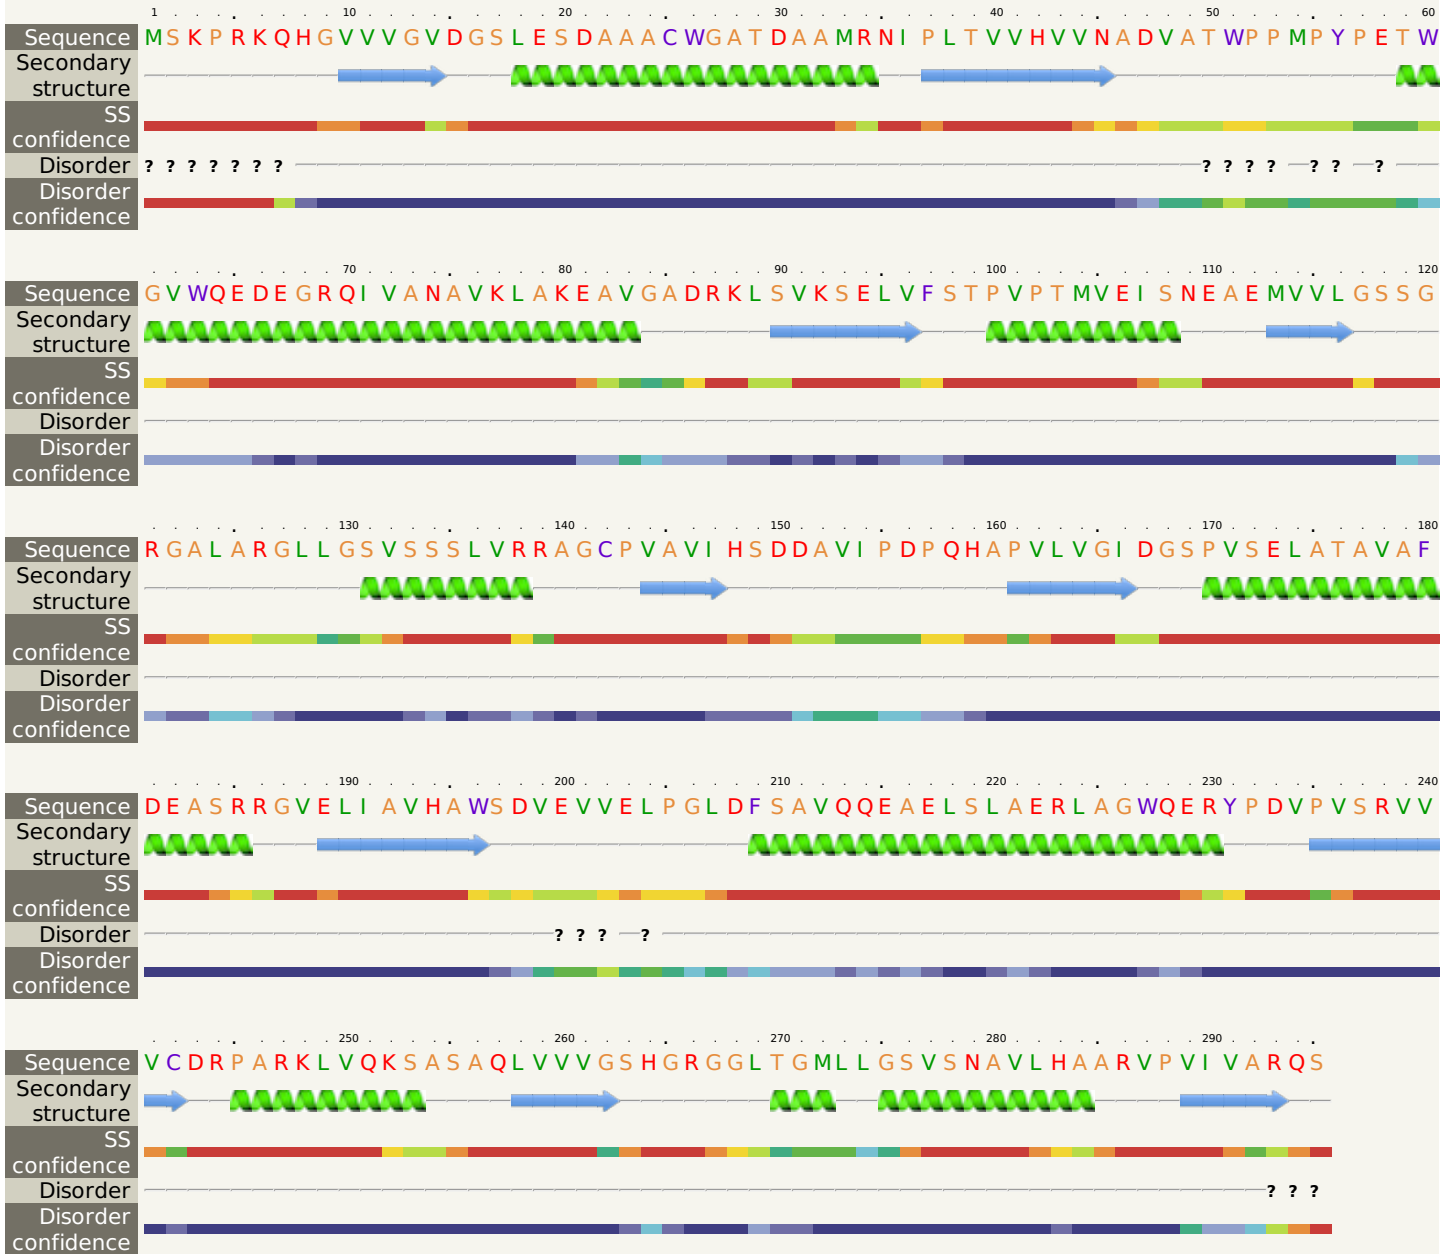 1 10 20 30 40 50 60
Sequence MSKPRKQHGVVVGVDGSLESDAAACWGATDAAMRNIPLTVVHVVNADVATWPPMPYPETW
Secondary
structure
SS
confidence
Disorder ? ? ? ? ? ? ? ? ? ? ? ? ? ?
Disorder
confidence
70 80 90 100 110 120
Sequence GVWQEDEGRQIVANAVKLAKEAVGADRKLSVKSELVFSTPVPTMVEISNEAEMVVLGSSG
Secondary
structure
SS
confidence
Disorder
Disorder
confidence
130 140 150 160 170 180
Sequence RGALARGLLGSVSSSLVRRAGCPVAVIHSDDAVIPDPQHAPVLVGIDGSPVSELATAVAF
Secondary
structure
SS
confidence
Disorder
Disorder
confidence
190 200 210 220 230 240
Sequence DEASRRGVELIAVHAWSDVEVVELPGLDFSAVQQEAELSLAERLAGWQERYPDVPVSRVV
Secondary
structure
SS
confidence
Disorder ? ? ? ?
Disorder
confidence
250 260 270 280 290
Sequence VCDRPARKLVQKSASAQLVVVGSHGRGGLTGMLLGSVSNAVLHAARVPVIVARQS
Secondary
structure
SS
confidence
Disorder ? ? ?
Disorder
confidence